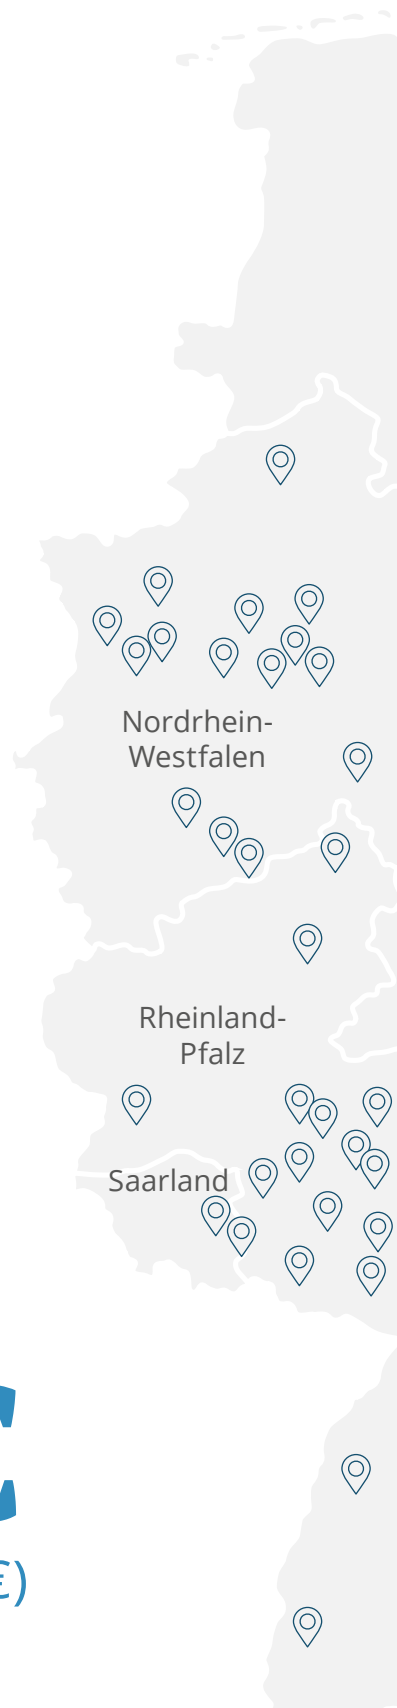 Nordrhein-
Westfalen
Rheinland-
Pfalz
Saarland
€)